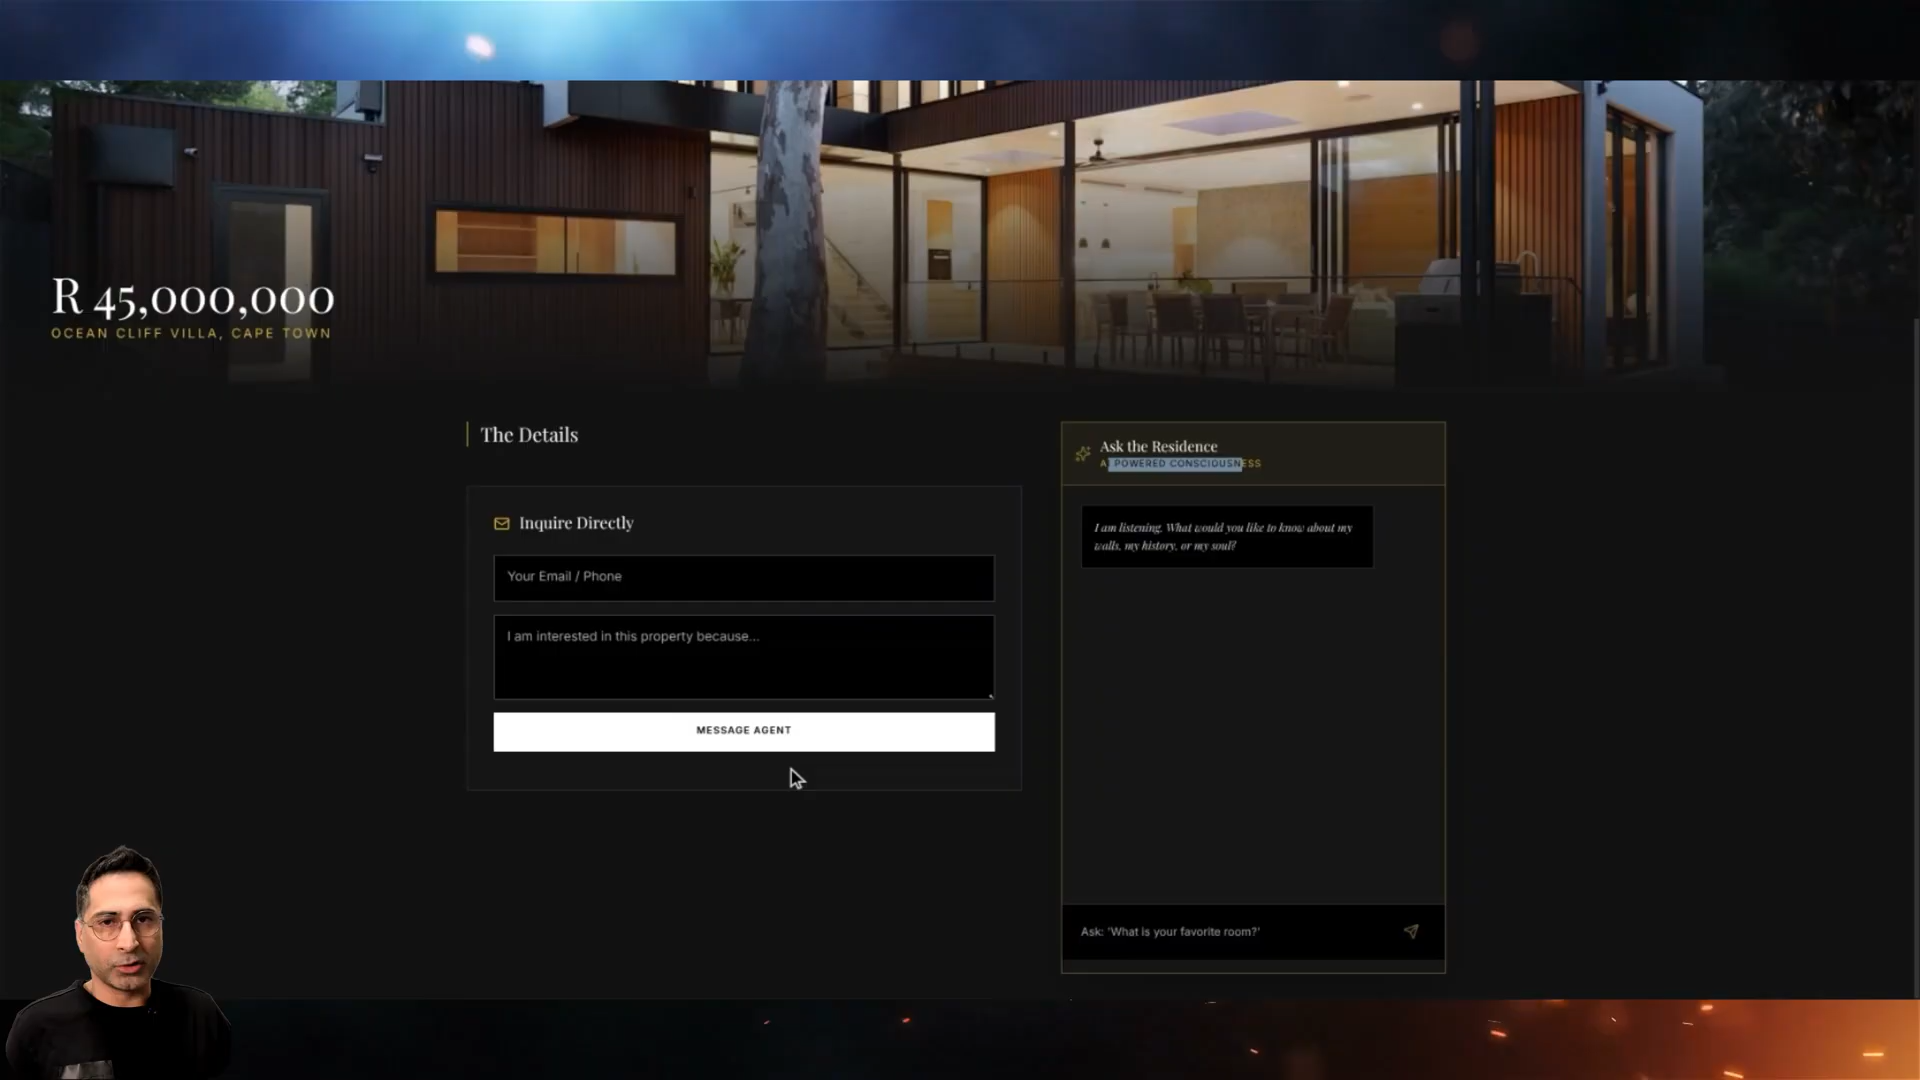 R 45,000,000
OCEAN CLIFF VILLA, CAPE TOWN
The Details
Inquire Directly
Your Email / Phone
I am interested in this property because...
MESSAGE AGENT
Ask the Residence
AI POWERED CONSCIOUSNESS
I am listening. What would you like to know about my
walls, my history, or my soul?
Ask: 'What is your favorite room?'